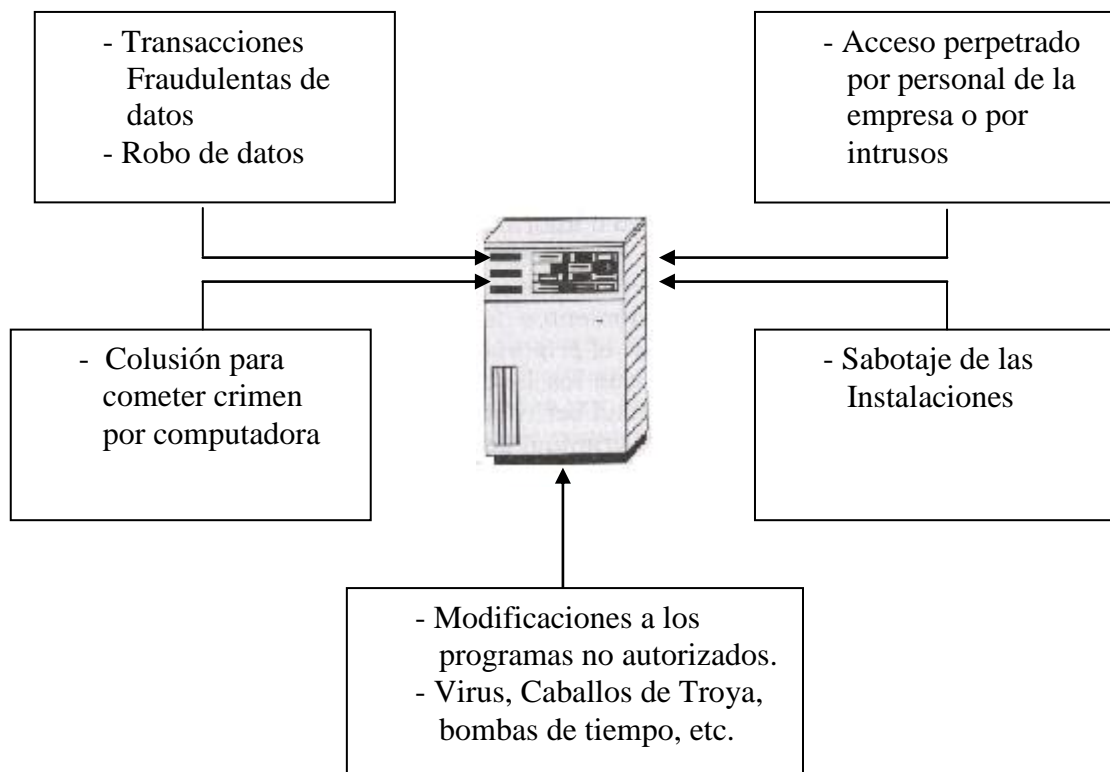 - Transacciones
Fraudulentas de
datos
- Robo de datos
- Acceso perpetrado
por personal de la
empresa o por
intrusos
- Colusión para
cometer crimen
por computadora
- Sabotaje de las
Instalaciones
- Modificaciones a los
programas no autorizados.
- Virus, Caballos de Troya,
bombas de tiempo, etc.